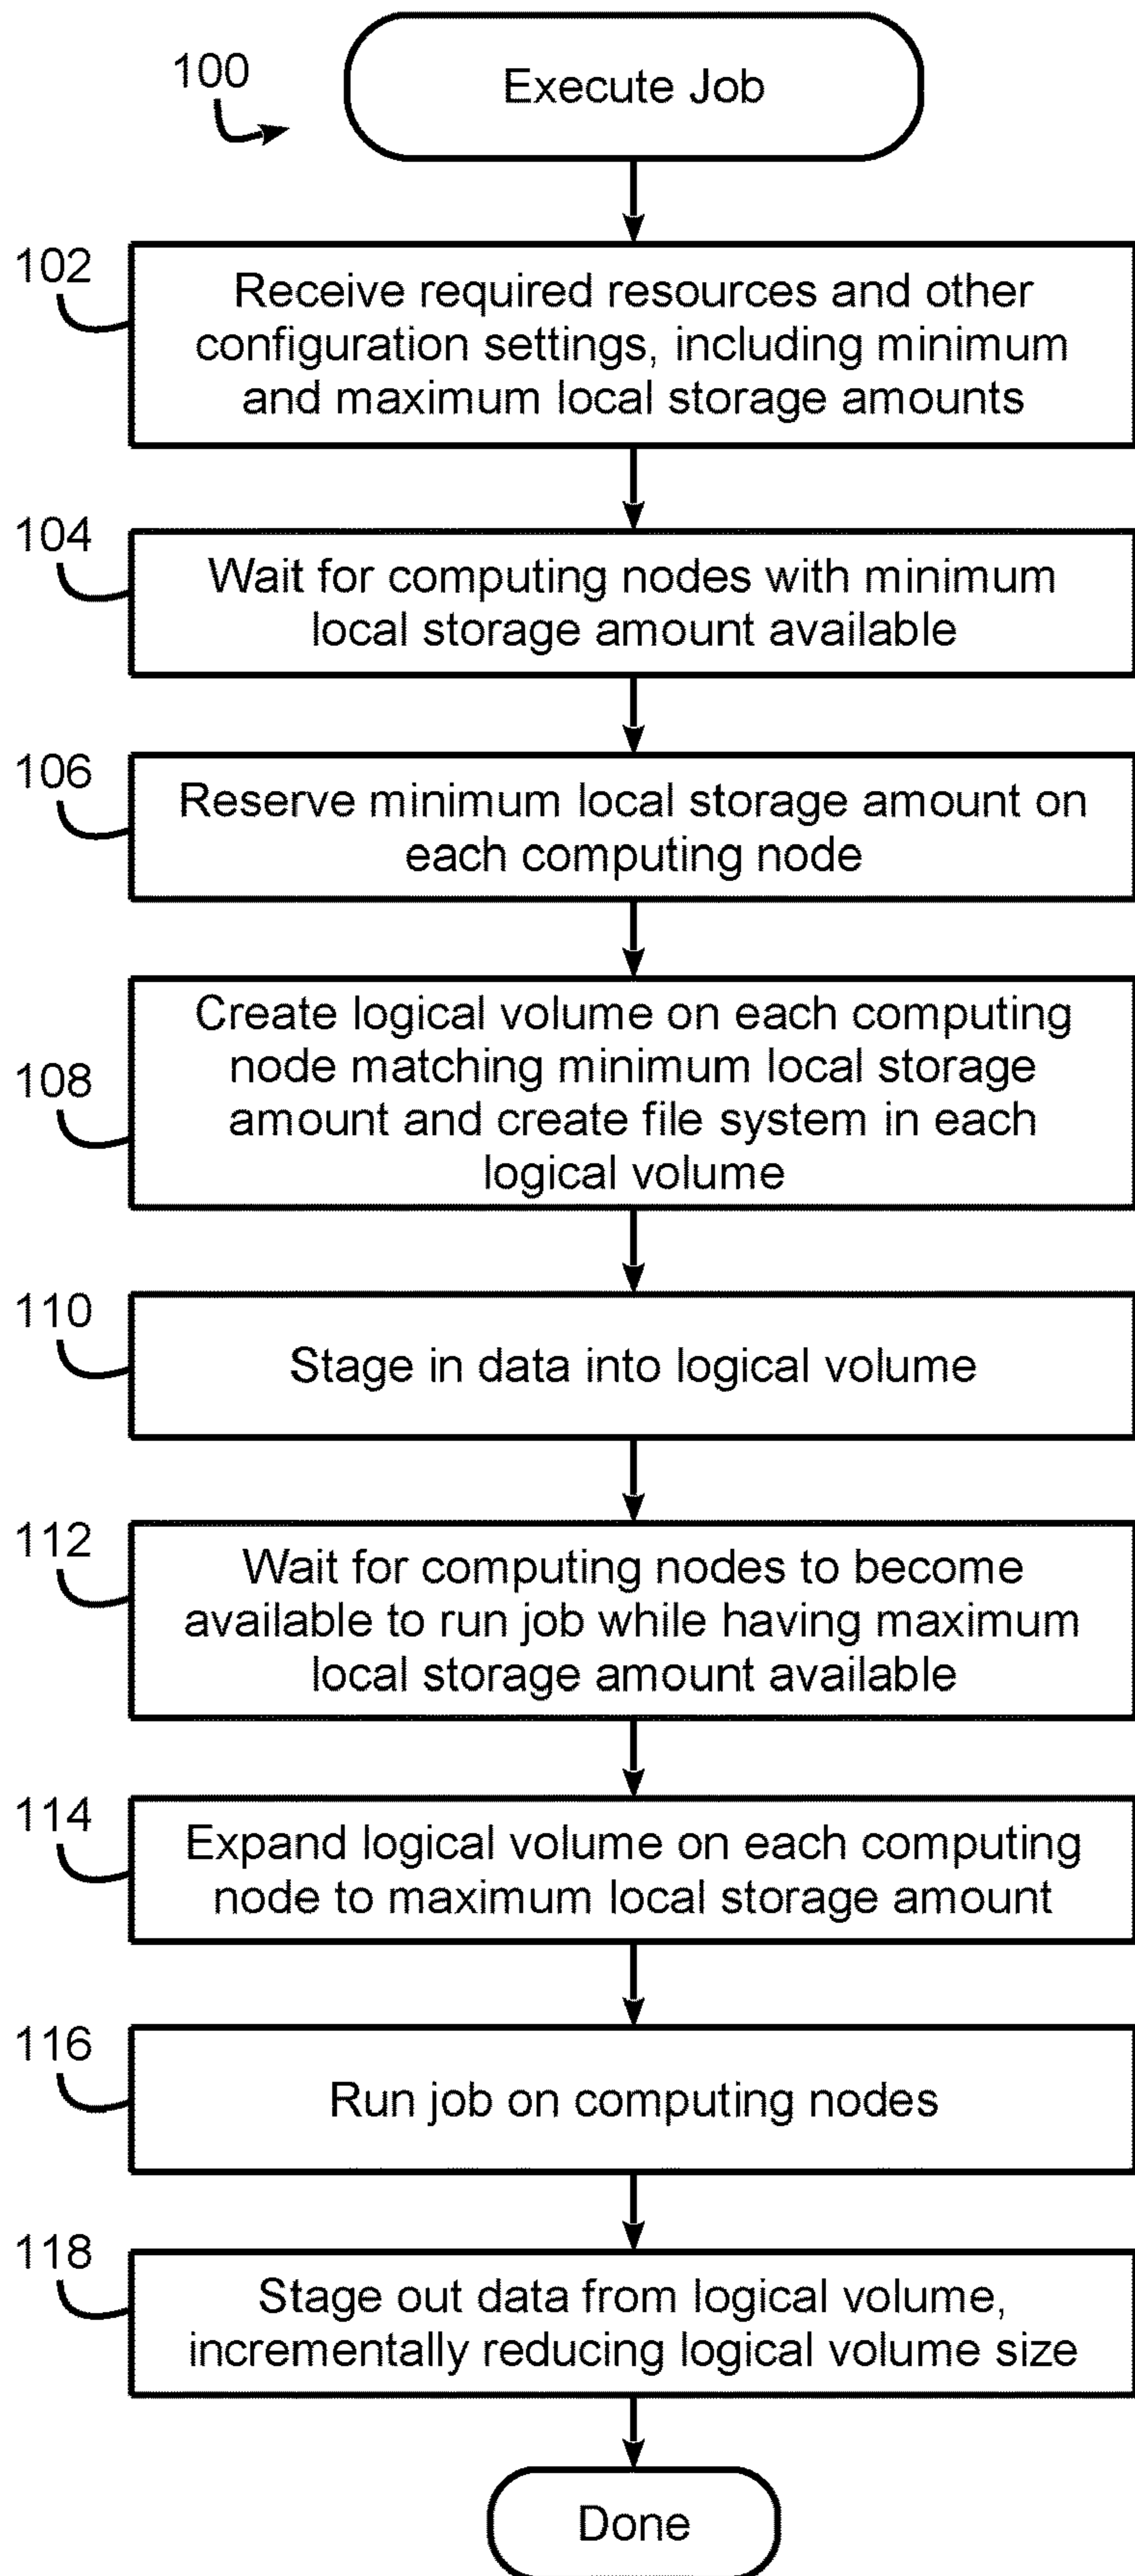 100
Execute Job
102
Receive required resources and other
configuration settings, including minimum
and maximum local storage amounts
104
Wait for computing nodes with minimum
local storage amount available
106
Reserve minimum local storage amount on
each computing node
108
Create logical volume on each computing
node matching minimum local storage
amount and create file system in each
logical volume
110
Stage in data into logical volume
112
Wait for computing nodes to become
available to run job while having maximum
local storage amount available
114
Expand logical volume on each computing
node to maximum local storage amount
116
Run job on computing nodes
118
Stage out data from logical volume,
incrementally reducing logical volume size
Done